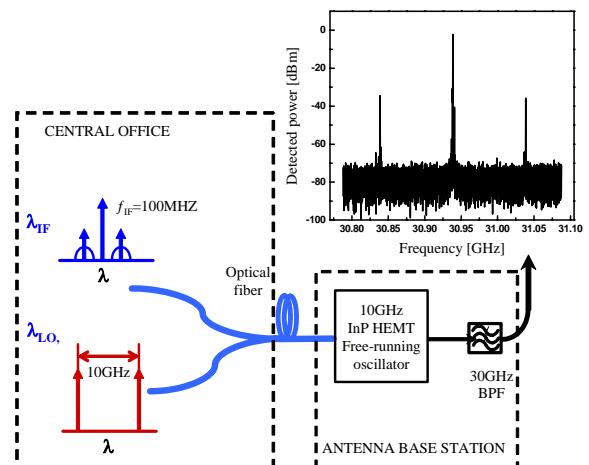 Detected power [dBm]
0
-20
-40
-60
-80
-100
30.80 30.85 30.90 30.95 31.00 31.05 31.10
Frequency [GHz]
CENTRAL OFFICE
λIF
fIF=100MHZ
λ
Optical
fiber
λLO,
10GHz
λ
10GHz
InP HEMT
Free-running
oscillator
30GHz
BPF
ANTENNA BASE STATION